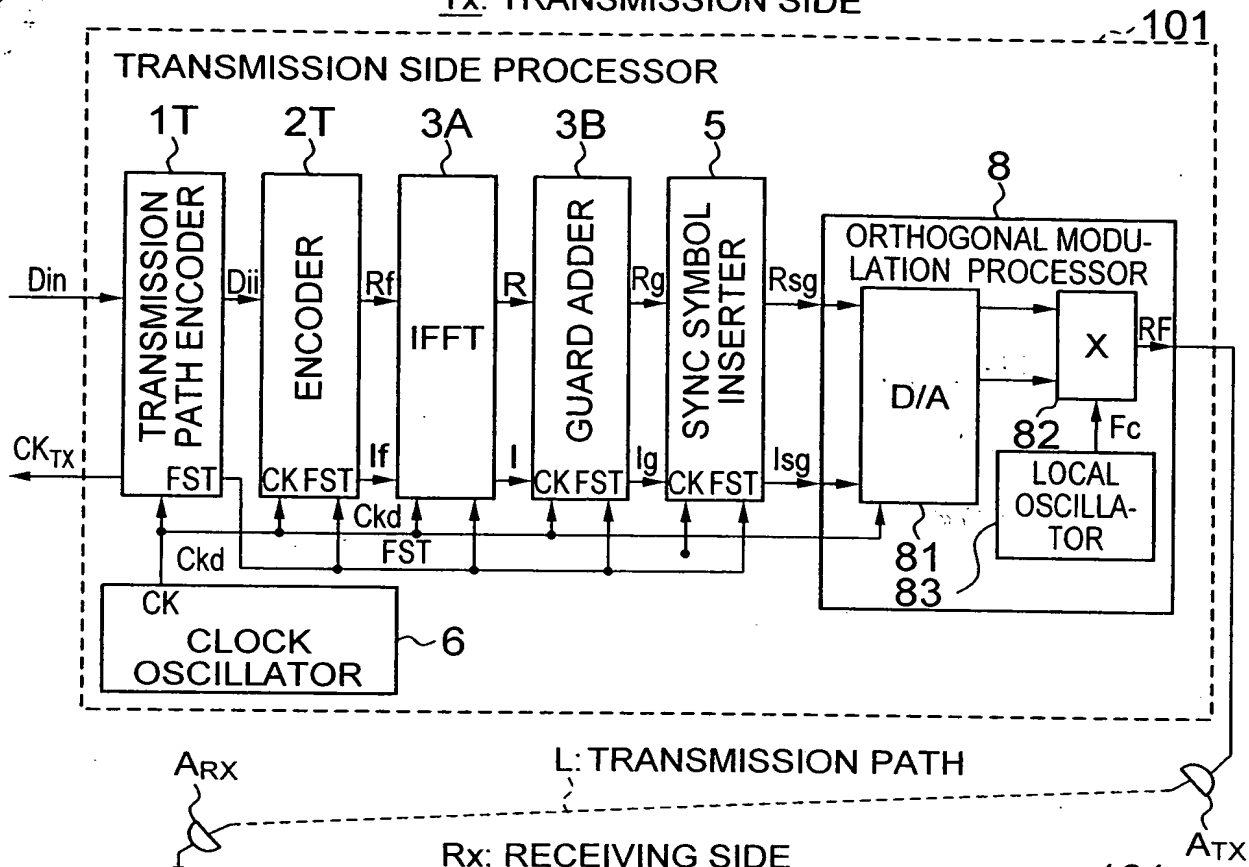 Tx: TRANSMISSION SIDE
101
TRANSMISSION SIDE PROCESSOR
1T
2T
3A
3B
5
8
TRANSMISSION
PATH ENCODER
ENCODER
IFFT
GUARD ADDER
SYNC SYMBOL
INSERTER
ORTHOGONAL MODU-
LATION PROCESSOR
Din
Dii
Rf
R
Rg
Rsg
D/A
X
RF
82
Fc
CKTX
FST
CK FST
If
I
CK FST
Ig
CK FST
Isg
LOCAL
OSCILLA-
TOR
Ckd
FST
Ckd
81
83
CK
CLOCK
OSCILLATOR
6
ARX
L: TRANSMISSION PATH
ATX
Rx: RECEIVING SIDE